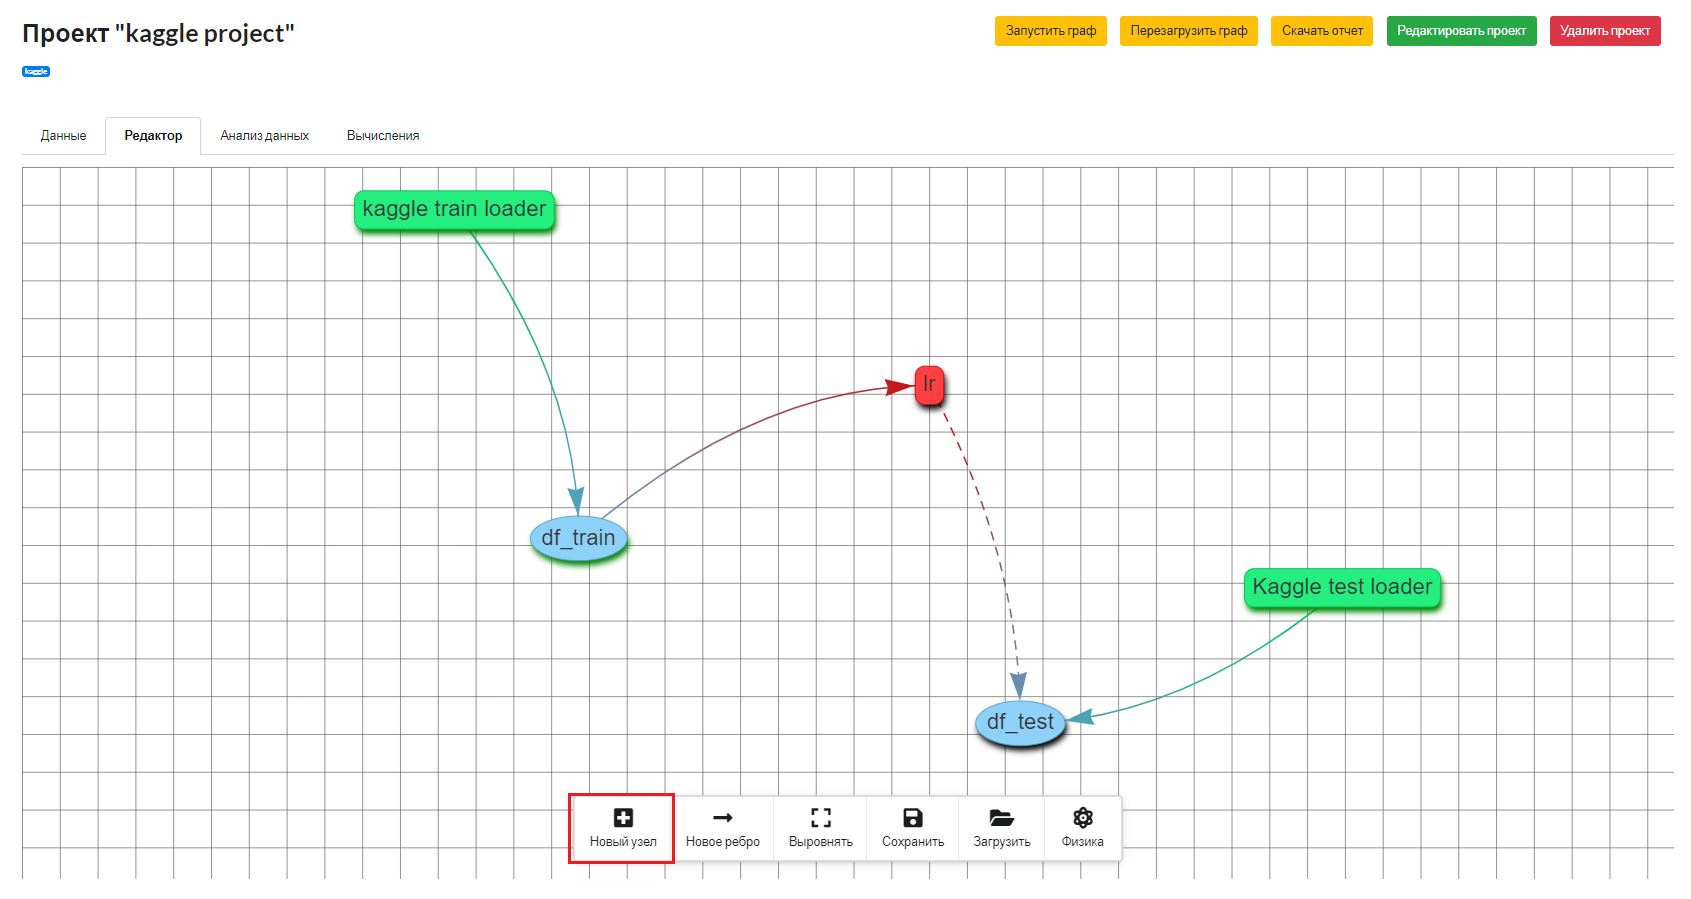 Проект "kaggle project"
Запустить граф
Перезагрузить граф
Скачать отчет
Редактировать проект
Удалить проект
kaggle
Данные
Редактор
Анализ данных
Вычисления
kaggle train loader
lr
df_train
Kaggle test loader
df_test
Новый узел
Новое ребро
Выровнять
Сохранить
Загрузить
Физика